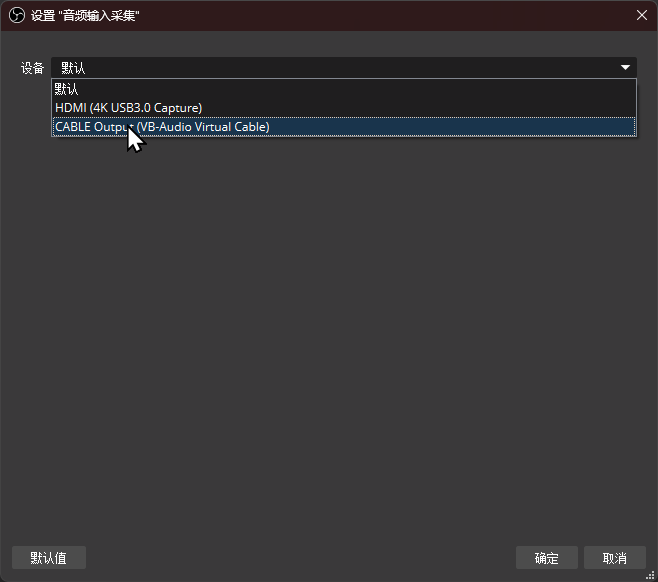 设置 "音频输入采集"
设备 默认
默认
HDMI (4K USB3.0 Capture)
CABLE Output (VB-Audio Virtual Cable)
默认值 确定 取消